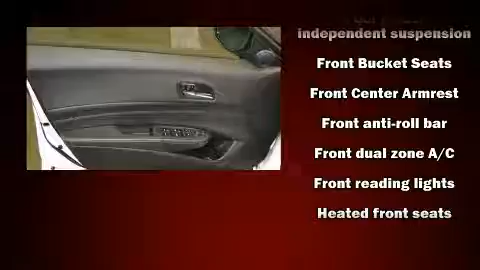 independent suspension
Front Bucket Seats
Front Center Armrest
Front anti-roll bar
Front dual zone A/C
Front reading lights
Heated front seats